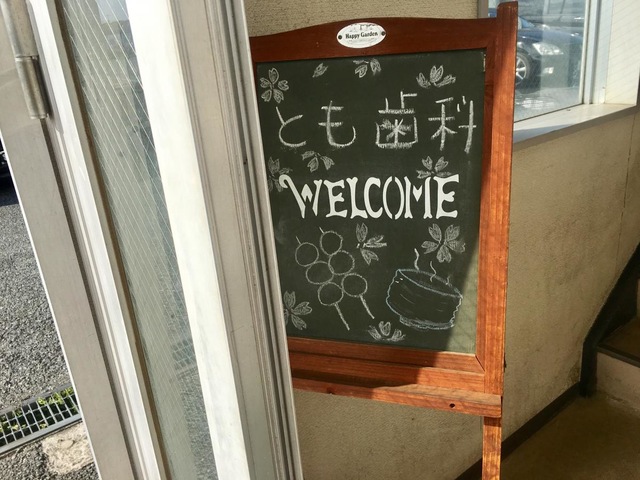 Happy Garden
とも歯科
WELCOME